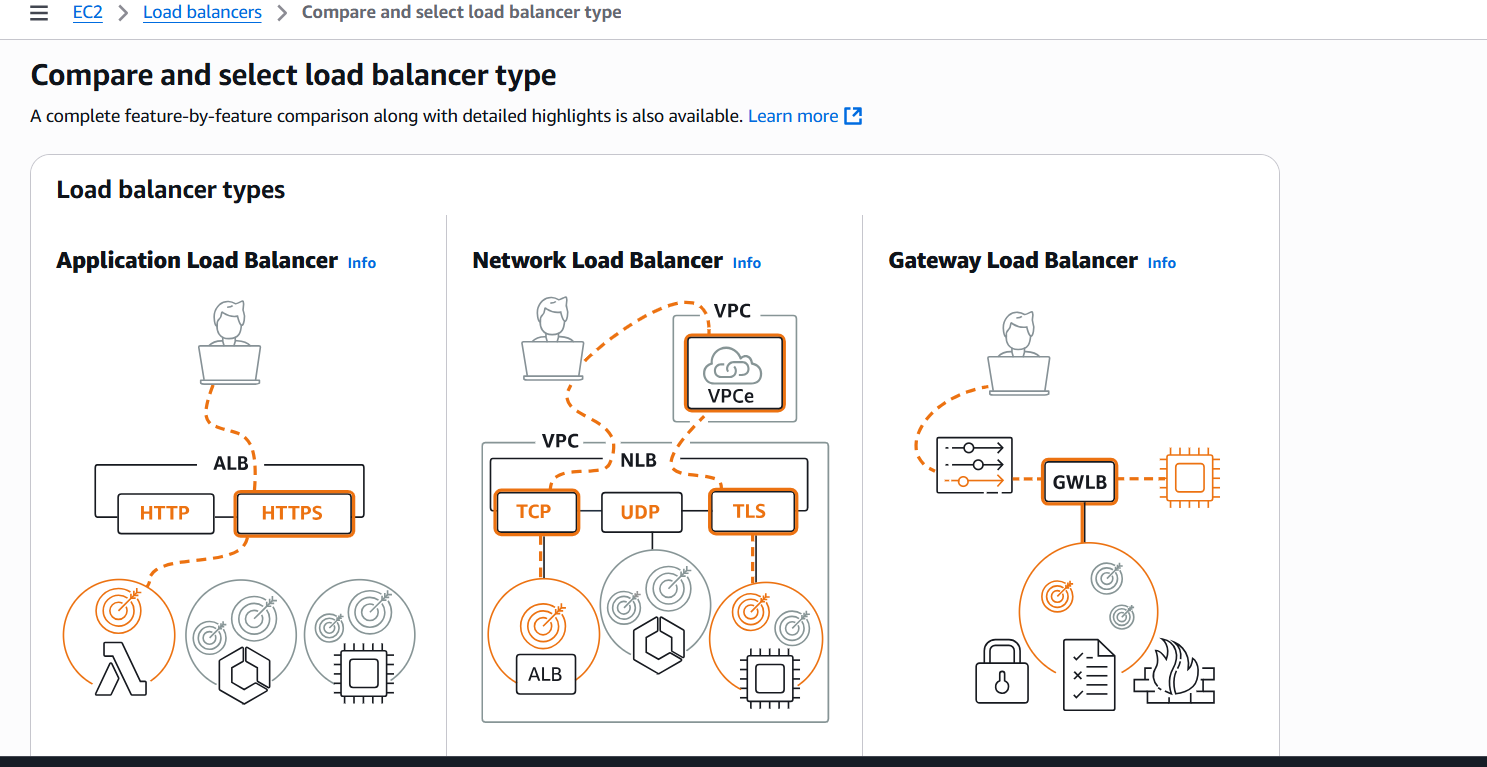 EC2 > Load balancers > Compare and select load balancer type
Compare and select load balancer type
A complete feature-by-feature comparison along with detailed highlights is also available. Learn more
Load balancer types
Application Load Balancer Info
ALB
HTTP
HTTPS
Network Load Balancer Info
VPC
VPCe
VPC
NLB
TCP
UDP
TLS
ALB
Gateway Load Balancer Info
GWLB